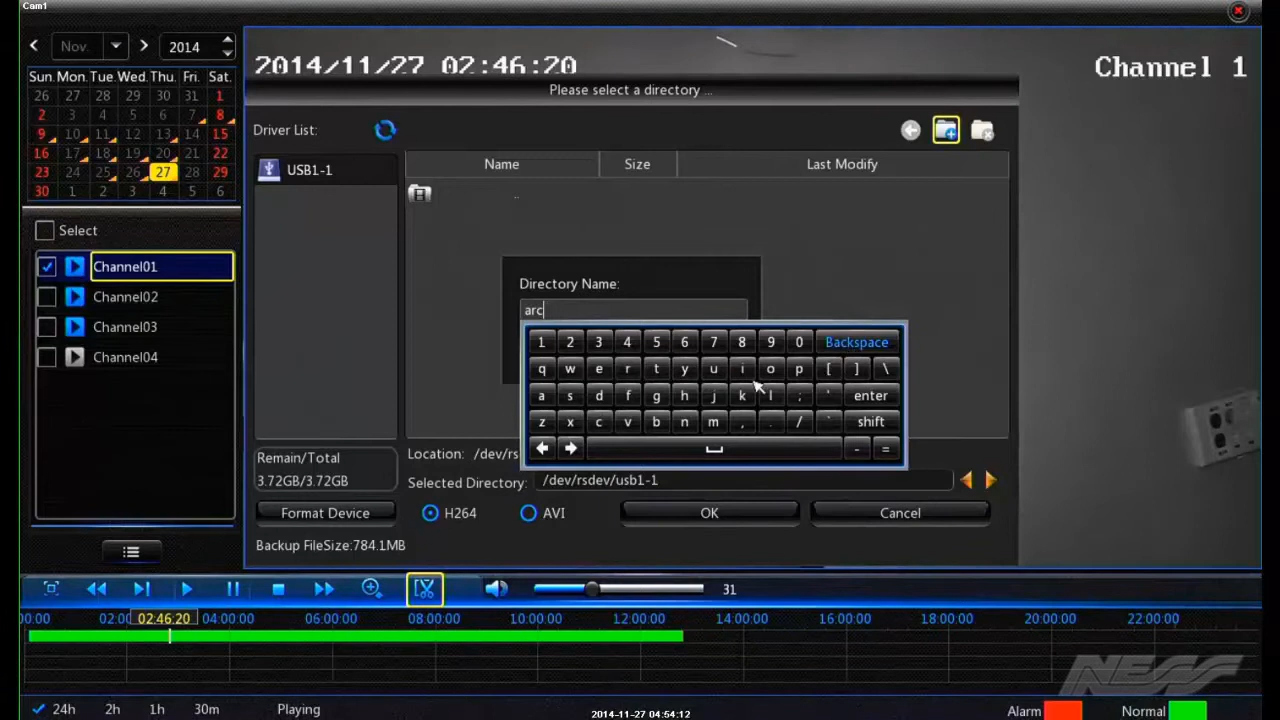 Cam1
Nov. 2014
Sun. Mon. Tue. Wed. Thu. Fri. Sat.
26 27 28 29 30 31 1
2 3 4 5 6 7 8
9 10 11 12 13 14 15
16 17 18 19 20 21 22
23 24 25 26 27 28 29
30 1 2 3 4 5 6
Select
Channel01
Channel02
Channel03
Channel04
2014/11/27 02:46:20
Channel 1
Please select a directory ...
Driver List:
USB1-1
Name Size Last Modify
..
Directory Name:
arc
1 2 3 4 5 6 7 8 9 0 Backspace
q w e r t y u i o p [ ] \
a s d f g h j k l ; ' enter
z x c v b n m , . / ` shift
- =
Remain/Total
3.72GB/3.72GB
Location: /dev/rs
Selected Directory: /dev/rsdev/usb1-1
Format Device
H264 AVI OK Cancel
Backup FileSize:784.1MB
31
00:00 02:0 02:46:20 04:00:00 06:00:00 08:00:00 10:00:00 12:00:00 14:00:00 16:00:00 18:00:00 20:00:00 22:00:00
NESS
24h 2h 1h 30m Playing
2014-11-27 04:54:12
Alarm Normal